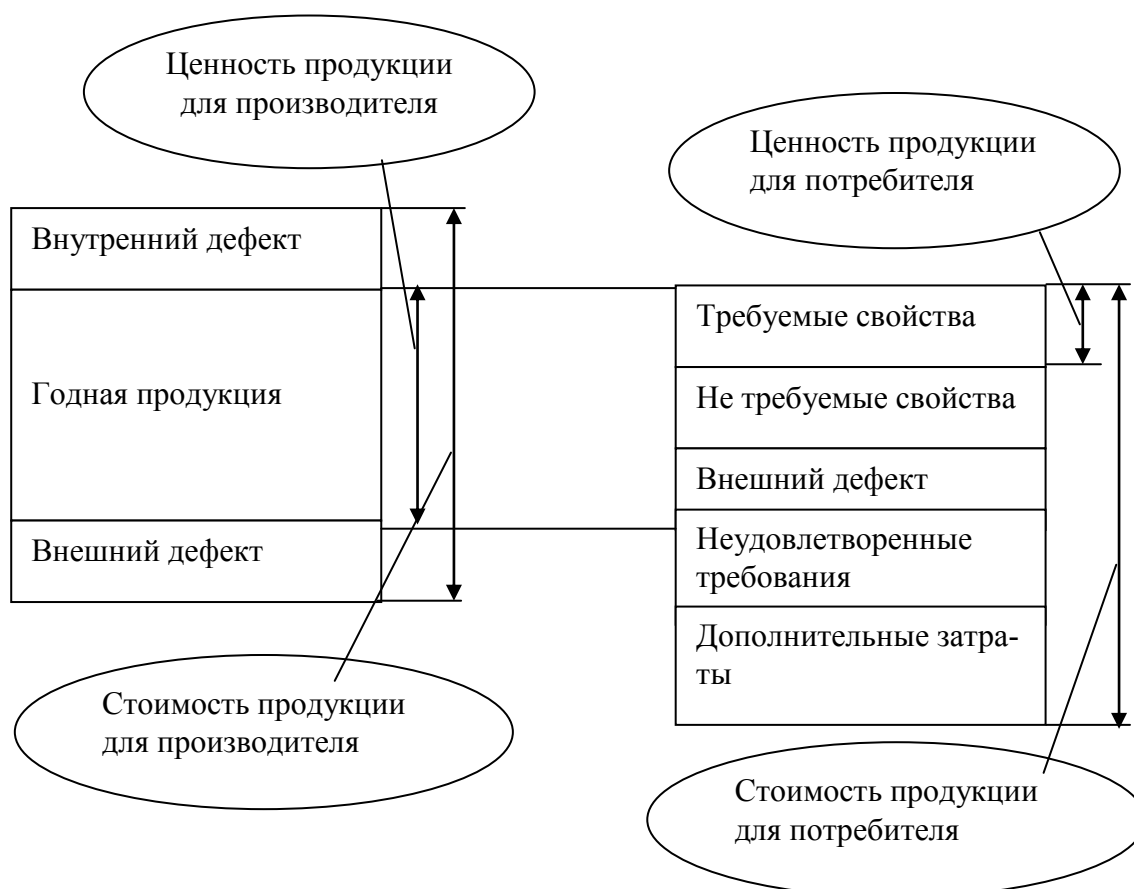 Ценность продукции
для производителя
Ценность продукции
для потребителя
Внутренний дефект
Требуемые свойства
Годная продукция
Не требуемые свойства
Внешний дефект
Внешний дефект
Неудовлетворенные
требования
Дополнительные затра-
ты
Стоимость продукции
для производителя
Стоимость продукции
для потребителя